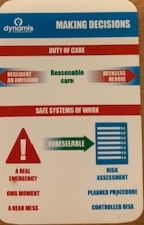 dynamis
MAKING DECISIONS
DUTY OF CARE
NEGLIGENT
AN OMISSION
Reasonable
care
RECKLESS
HEROIC
SAFE SYSTEMS OF WORK
FORESEEABLE
A REAL
EMERGENCY
RISK
ASSESSMENT
OMG MOMENT
PLANNED PROCEDURE
A NEAR MISS
CONTROLLED RISK